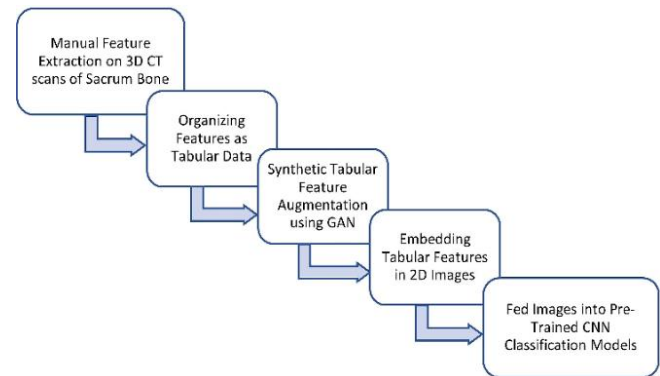 Manual Feature
Extraction on 3D CT
scans of Sacrum Bone
Organizing
Features as
Tabular Data
Synthetic Tabular
Feature
Augmentation
using GAN
Embedding
Tabular Features
in 2D Images
Fed Images into Pre-
Trained CNN
Classification Models